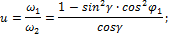 u = ω₁/ω₂ = (1 − sin²γ · cos²φ₁)/cosγ;